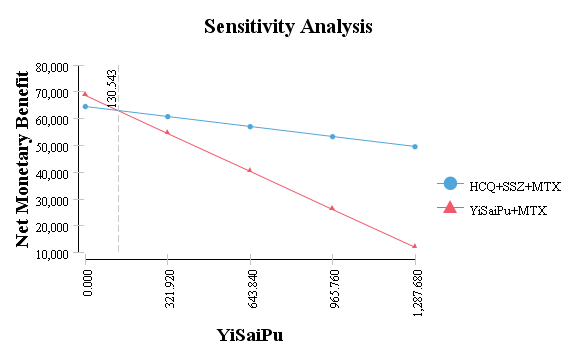 Sensitivity Analysis
Net Monetary Benefit
80,000
70,000
60,000
50,000
40,000
30,000
20,000
10,000
130.543
0.000
321.920
643.840
965.760
1,287.680
YiSaiPu
HCQ+SSZ+MTX
YiSaiPu+MTX